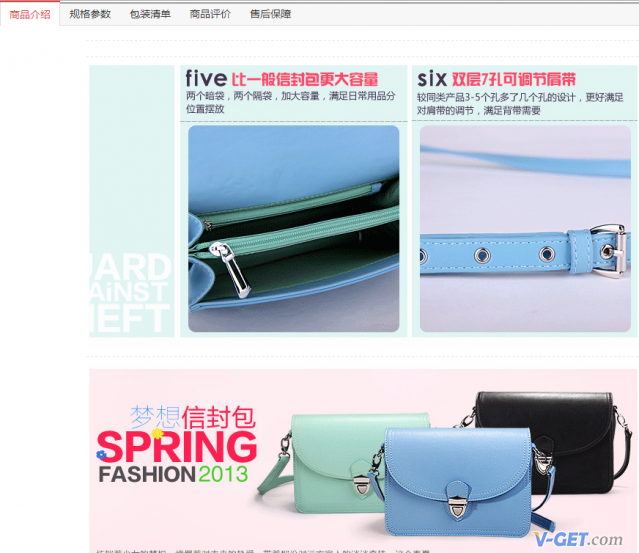 商品介绍 规格参数 包装清单 商品评价 售后保障
five 比一般信封包更大容量
两个暗袋，两个隔袋，加大容量，满足日常用品分
位置摆放
six 双层7孔可调节肩带
较同类产品3-5个孔多了几个孔的设计，更好满足
对肩带的调节，满足背带需要
UARD
AiNST
HEFT
梦想信封包
SPRING
FASHION 2013
V-GET.com